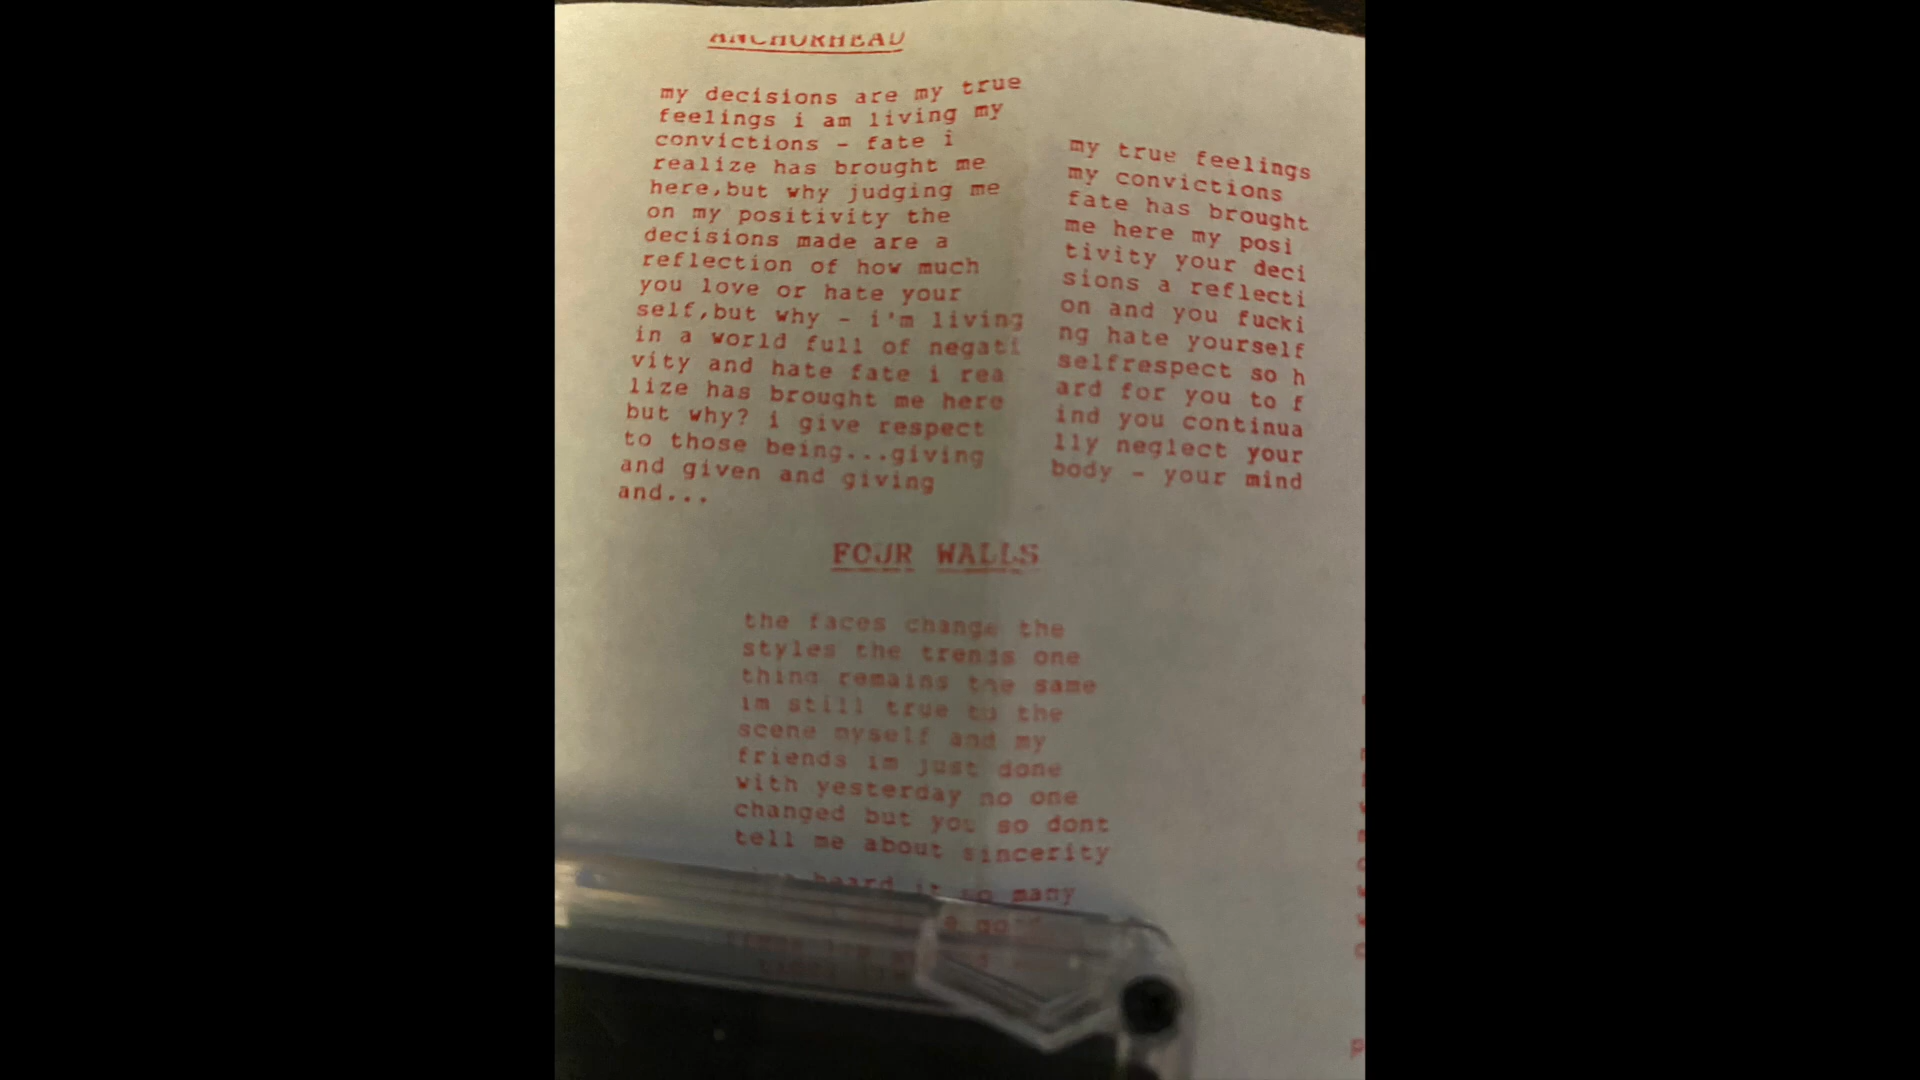 ANCHORHEAD
my decisions are my true
feelings i am living my
convictions - fate i
realize has brought me
here,but why judging me
on my positivity the
decisions made are a
reflection of how much
you love or hate your
self,but why - i'm living
in a world full of negati
vity and hate fate i rea
lize has brought me here
but why? i give respect
to those being...giving
and given and giving
and...
my true feelings
my convictions
fate has brought
me here my posi
tivity your deci
sions a reflecti
on and you fucki
ng hate yourself
selfrespect so h
ard for you to f
ind you continua
lly neglect your
body - your mind
FOUR WALLS
the faces change the
styles the trends one
thing remains the same
im still true to the
scene myself and my
friends im just done
with yesterday no one
changed but you so dont
tell me about sincerity
heard it so many